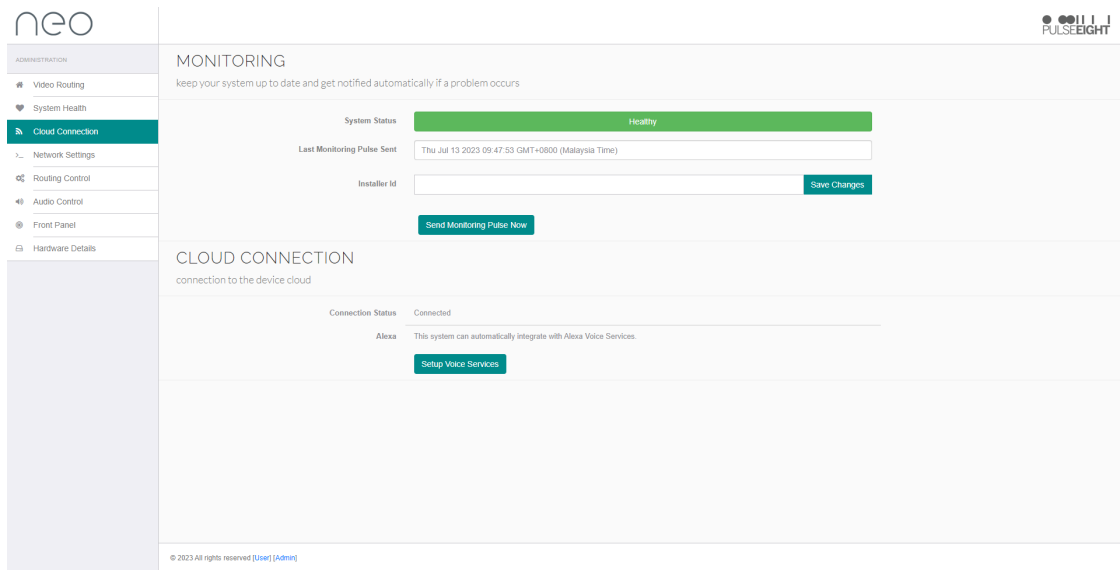 neo
PULSEEIGHT
ADMINISTRATION
Video Routing
System Health
Cloud Connection
Network Settings
Routing Control
Audio Control
Front Panel
Hardware Details
MONITORING
keep your system up to date and get notified automatically if a problem occurs
System Status Healthy
Last Monitoring Pulse Sent Thu Jul 13 2023 09:47:53 GMT+0800 (Malaysia Time)
Installer Id Save Changes
Send Monitoring Pulse Now
CLOUD CONNECTION
connection to the device cloud
Connection Status Connected
Alexa This system can automatically integrate with Alexa Voice Services.
Setup Voice Services
© 2023 All rights reserved [User] [Admin]